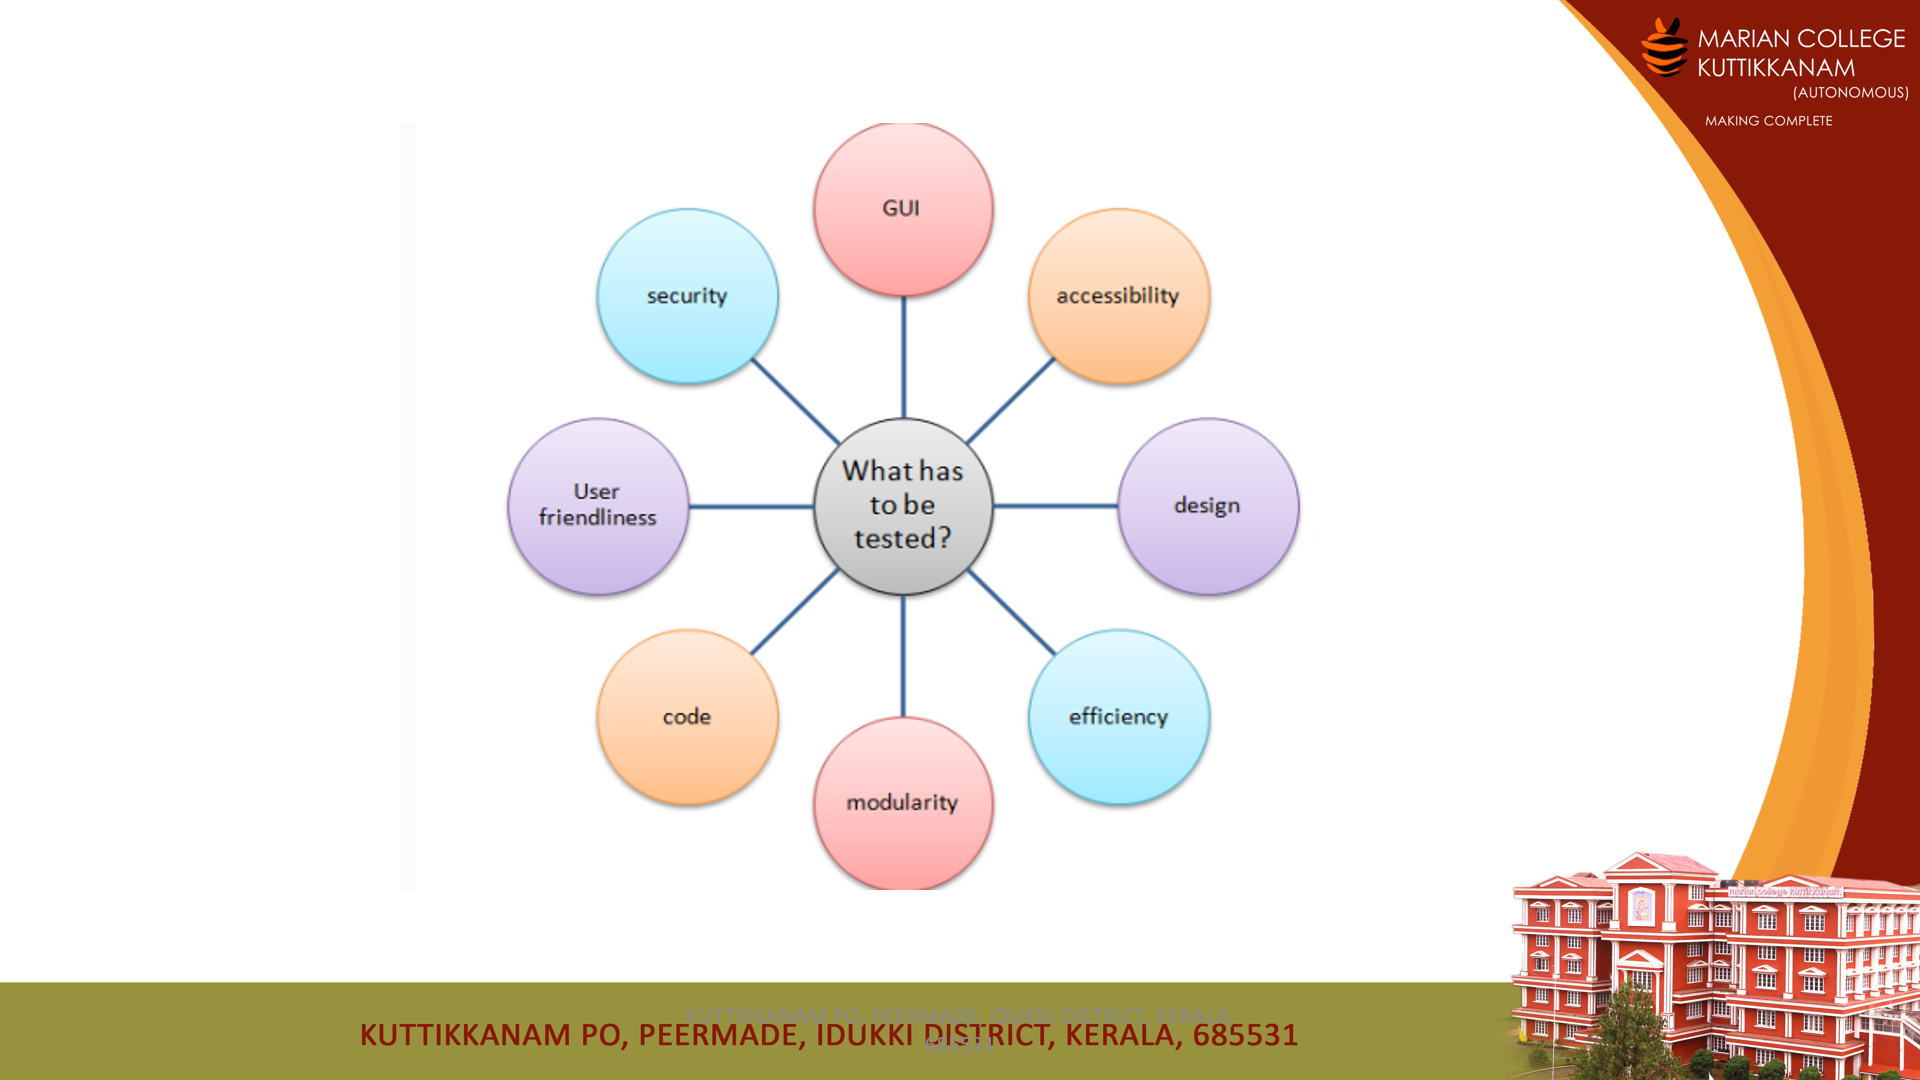 MARIAN COLLEGE
KUTTIKKANAM
(AUTONOMOUS)
MAKING COMPLETE
GUI
security
accessibility
What has
to be
tested?
User
friendliness
design
code
efficiency
modularity
marian college kuttikkanam
KUTTIKKANAM PO, PEERMADE, IDUKKI DISTRICT, KERALA,
685531
KUTTIKKANAM PO, PEERMADE, IDUKKI DISTRICT, KERALA, 685531